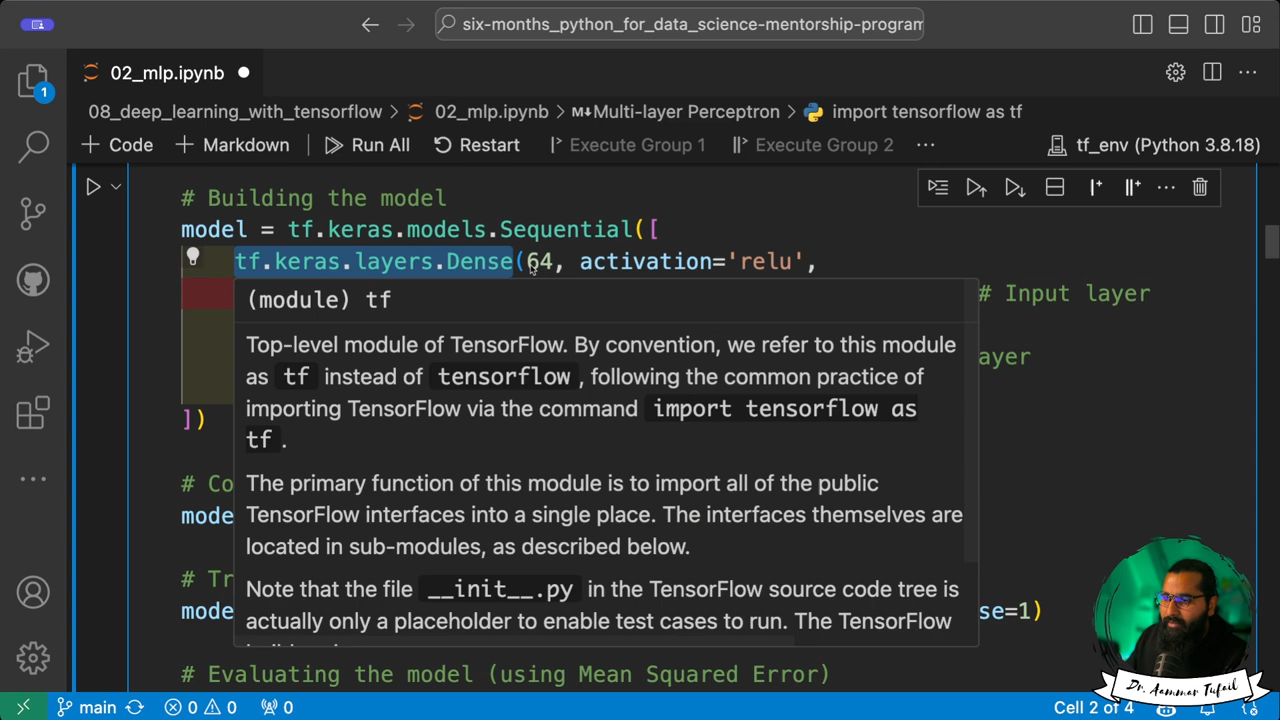 six-months_python_for_data_science-mentorship-program
02_mlp.ipynb
08_deep_learning_with_tensorflow > 02_mlp.ipynb > M↓Multi-layer Perceptron > import tensorflow as tf
+ Code + Markdown Run All Restart Execute Group 1 Execute Group 2 ... tf_env (Python 3.8.18)
1
# Building the model
model = tf.keras.models.Sequential([
tf.keras.layers.Dense(64, activation='relu',
# Input layer
ayer
])
# Co
mode
# Tr
mode
se=1)
# Evaluating the model (using Mean Squared Error)
(module) tf
Top-level module of TensorFlow. By convention, we refer to this module
as tf instead of tensorflow, following the common practice of
importing TensorFlow via the command import tensorflow as
tf.
The primary function of this module is to import all of the public
TensorFlow interfaces into a single place. The interfaces themselves are
located in sub-modules, as described below.
Note that the file __init__.py in the TensorFlow source code tree is
actually only a placeholder to enable test cases to run. The TensorFlow
Dr. Aammar Tufail
main 0 0 0 Cell 2 of 4